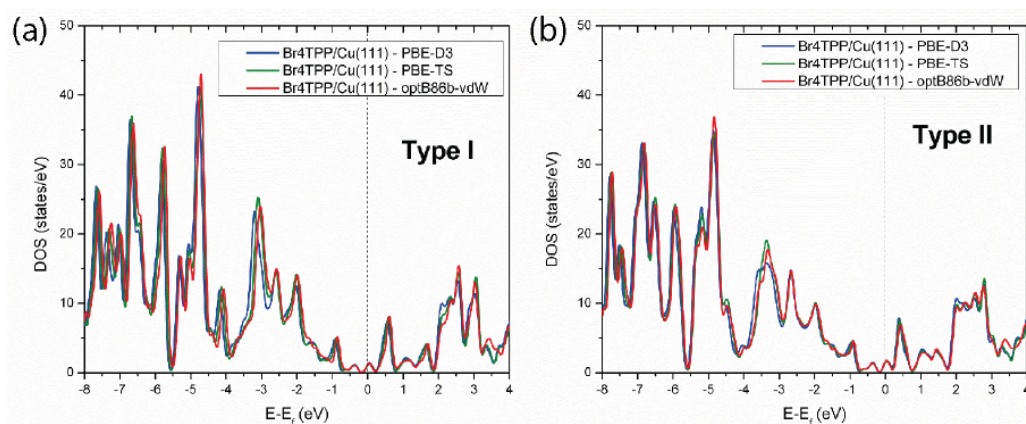 (a)
50
40
30
20
10
0
DOS (states/eV)
Br4TPP/Cu(111) - PBE-D3
Br4TPP/Cu(111) - PBE-TS
Br4TPP/Cu(111) - optB86b-vdW
Type I
-8 -7 -6 -5 -4 -3 -2 -1 0 1 2 3 4
E-Ef (eV)
(b)
50
40
30
20
10
0
DOS (states/eV)
Br4TPP/Cu(111) - PBE-D3
Br4TPP/Cu(111) - PBE-TS
Br4TPP/Cu(111) - optB86b-vdW
Type II
-8 -7 -6 -5 -4 -3 -2 -1 0 1 2 3 4
E-Ef (eV)